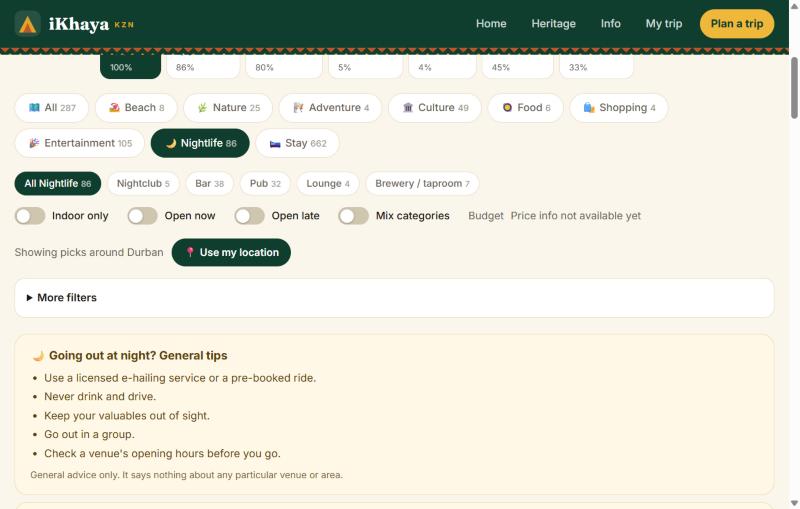 iKhaya KZN Home Heritage Info My trip Plan a trip
100% 86% 80% 5% 4% 45% 33%
All 287 Beach 8 Nature 25 Adventure 4 Culture 49 Food 6 Shopping 4
Entertainment 105 Nightlife 86 Stay 662
All Nightlife 86 Nightclub 5 Bar 38 Pub 32 Lounge 4 Brewery / taproom 7
Indoor only Open now Open late Mix categories Budget Price info not available yet
Showing picks around Durban Use my location
▶ More filters
Going out at night? General tips
• Use a licensed e-hailing service or a pre-booked ride.
• Never drink and drive.
• Keep your valuables out of sight.
• Go out in a group.
• Check a venue's opening hours before you go.
General advice only. It says nothing about any particular venue or area.